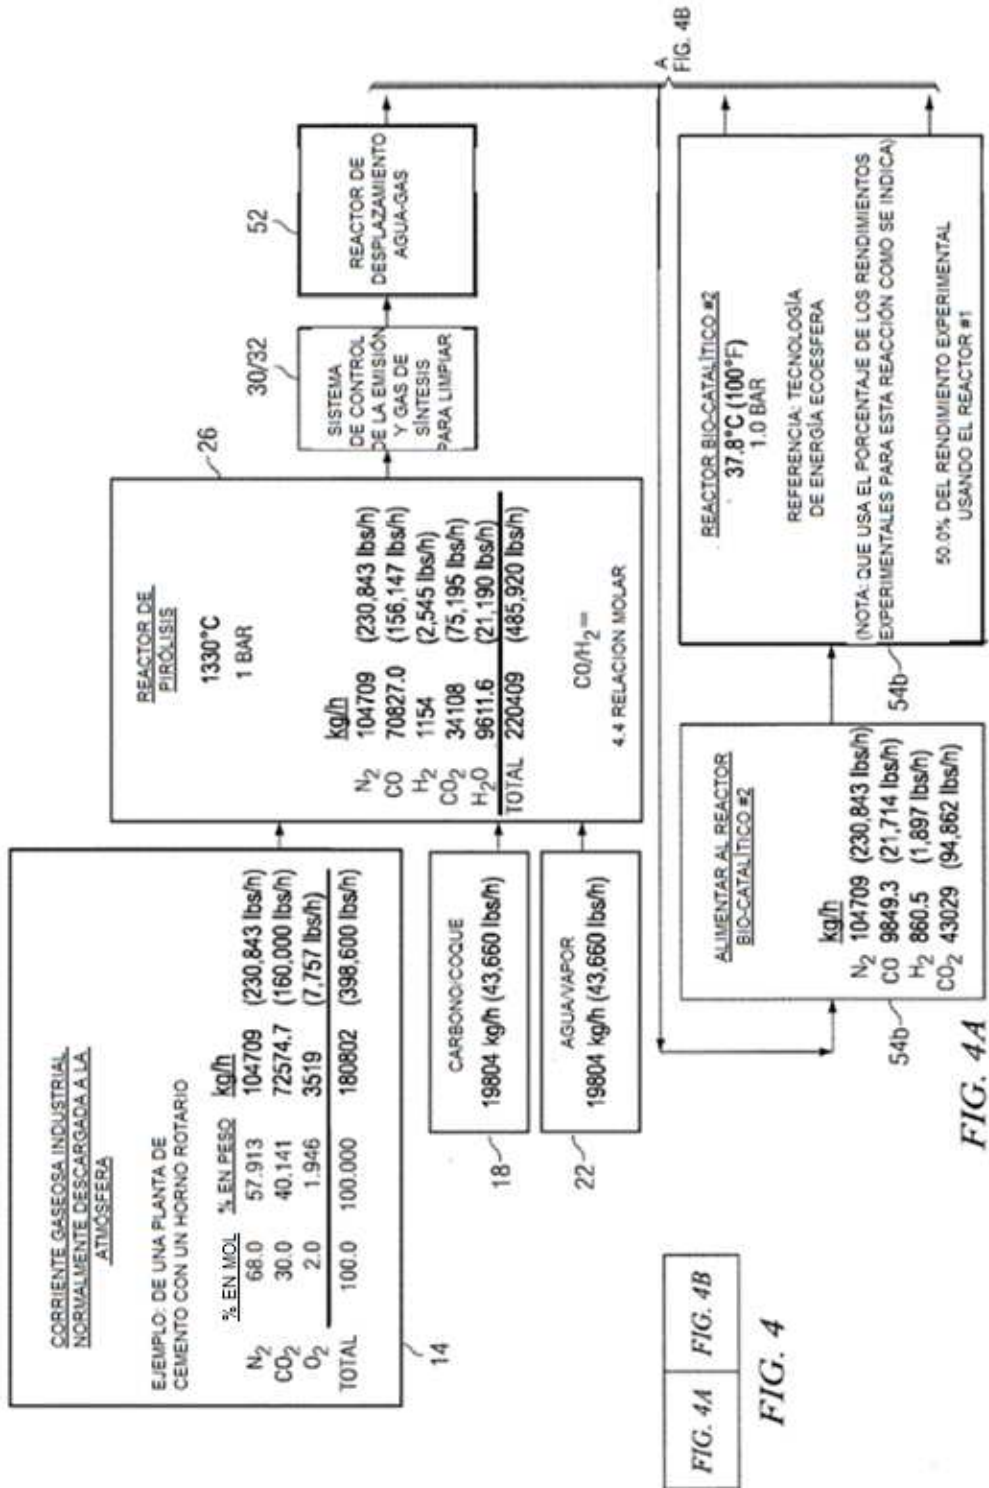 CORRIENTE GASEOSA INDUSTRIAL
NORMALMENTE DESCARGADA A LA
ATMÓSFERA
EJEMPLO: DE UNA PLANTA DE
CEMENTO CON UN HORNO ROTARIO
% EN MOL % EN PESO kg/h
N2 68.0 57.913 104709 (230,843 lbs/h)
CO2 30.0 40.141 72574.7 (160,000 lbs/h)
O2 2.0 1.946 3519 (7,757 lbs/h)
TOTAL 100.0 100.000 180802 (398,600 lbs/h)
14
CARBONO/COQUE
19804 kg/h (43,660 lbs/h)
18
AGUA/VAPOR
19804 kg/h (43,660 lbs/h)
22
REACTOR DE
PIRÓLISIS
1330°C
1 BAR
kg/h
N2 104709 (230,843 lbs/h)
CO 70827.0 (156,147 lbs/h)
H2 1154 (2,545 lbs/h)
CO2 34108 (75,195 lbs/h)
H2O 9611.6 (21,190 lbs/h)
TOTAL 220409 (485,920 lbs/h)
CO/H2=
4.4 RELACION MOLAR
26
SISTEMA
DE CONTROL
DE LA EMISIÓN
Y GAS DE
SÍNTESIS
PARA LIMPIAR
30/32
REACTOR DE
DESPLAZAMIENTO
AGUA-GAS
52
A
FIG. 4B
ALIMENTAR AL REACTOR
BIO-CATALÍTICO #2
kg/h
N2 104709 (230,843 lbs/h)
CO 9849.3 (21,714 lbs/h)
H2 860.5 (1,897 lbs/h)
CO2 43029 (94,862 lbs/h)
54b
REACTOR BIO-CATALÍTICO #2
37.8°C (100°F)
1.0 BAR
REFERENCIA: TECNOLOGÍA
DE ENERGÍA ECOESFERA
(NOTA: QUE USA EL PORCENTAJE DE LOS RENDIMIENTOS
EXPERIMENTALES PARA ESTA REACCIÓN COMO SE INDICA)
50.0% DEL RENDIMIENTO EXPERIMENTAL
USANDO EL REACTOR #1
54b
FIG. 4A
FIG. 4A FIG. 4B
FIG. 4